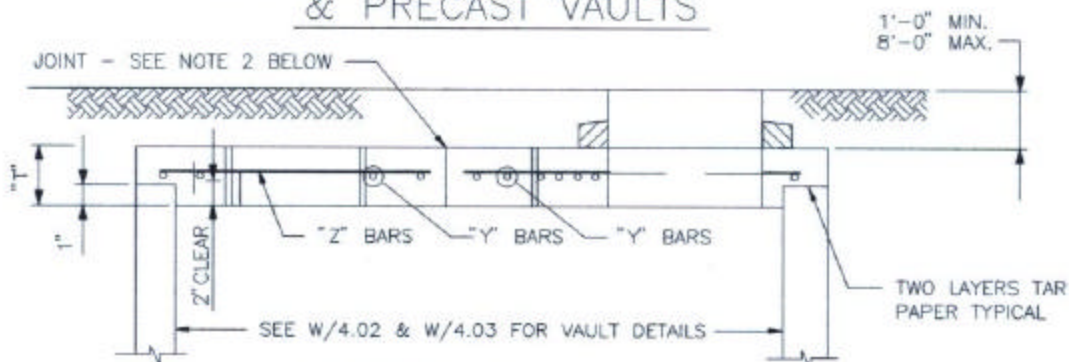 & PRECAST VAULTS
1'-0" MIN.
8'-0" MAX.
JOINT - SEE NOTE 2 BELOW
"T"
1"
2" CLEAR
"Z" BARS
"Y" BARS
"Y" BARS
TWO LAYERS TAR
PAPER TYPICAL
SEE W/4.02 & W/4.03 FOR VAULT DETAILS